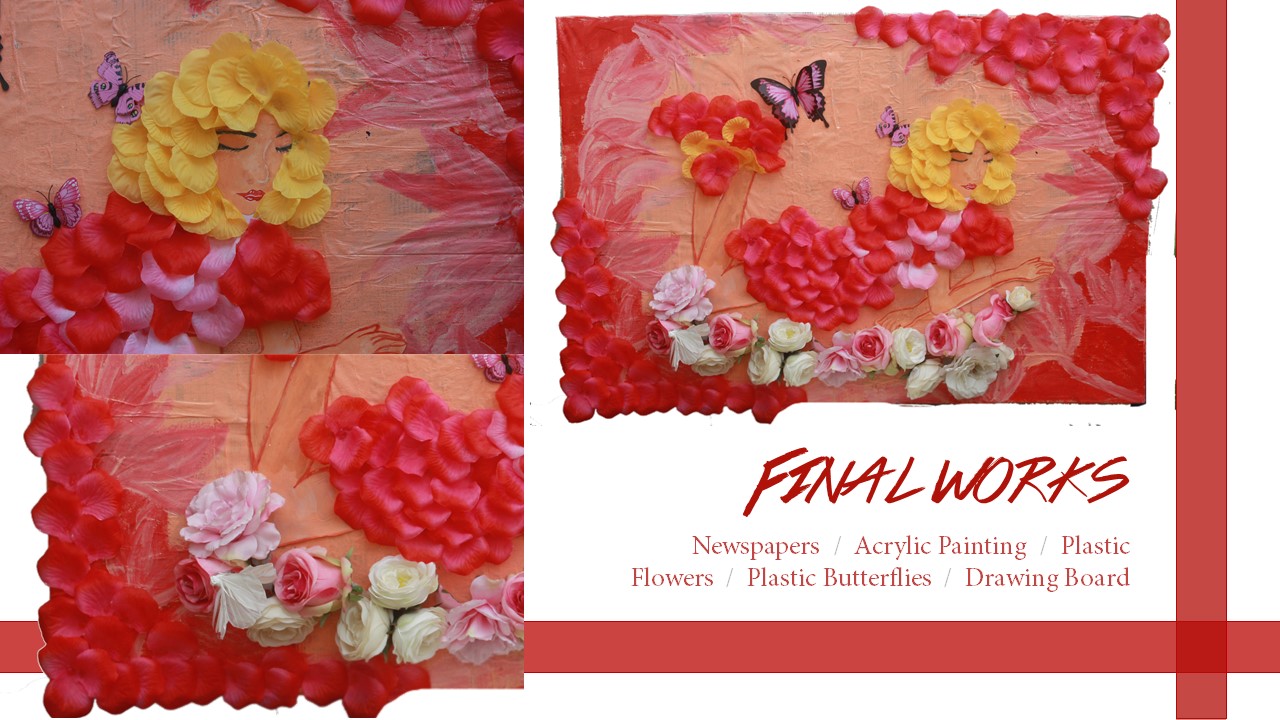 FINAL WORKS
Newspapers / Acrylic Painting / Plastic
Flowers / Plastic Butterflies / Drawing Board